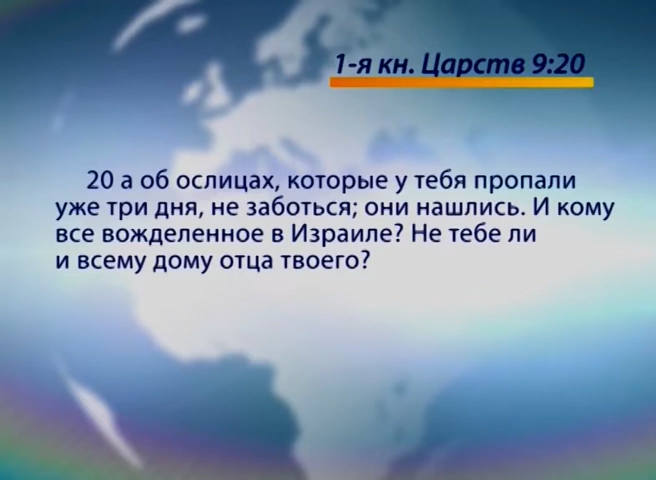 1-я кн. Царств 9:20
20 а об ослицах, которые у тебя пропали
уже три дня, не заботься; они нашлись. И кому
все вожделенное в Израиле? Не тебе ли
и всему дому отца твоего?